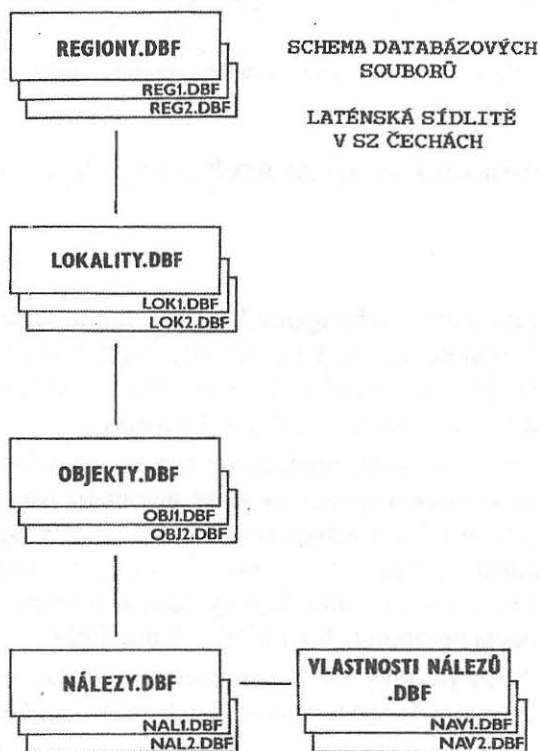 REGIONY.DBF
REG1.DBF
REG2.DBF
SCHEMA DATABÁZOVÝCH
SOUBORŮ
LATÉNSKÁ SÍDLITĚ
V SZ ČECHÁCH
LOKALITY.DBF
LOK1.DBF
LOK2.DBF
OBJEKTY.DBF
OBJ1.DBF
OBJ2.DBF
NÁLEZY.DBF
NAL1.DBF
NAL2.DBF
VLASTNOSTI NÁLEZŮ
.DBF
NAV1.DBF
NAV2.DBF